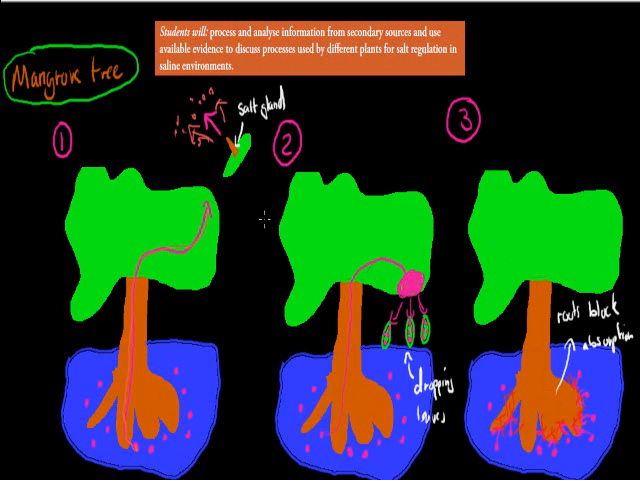 Students will: process and analyse information from secondary sources and use
available evidence to discuss processes used by different plants for salt regulation in
saline environments.
Mangrove tree
salt gland
1
2
3
roots block
absorption
dropping
leaves